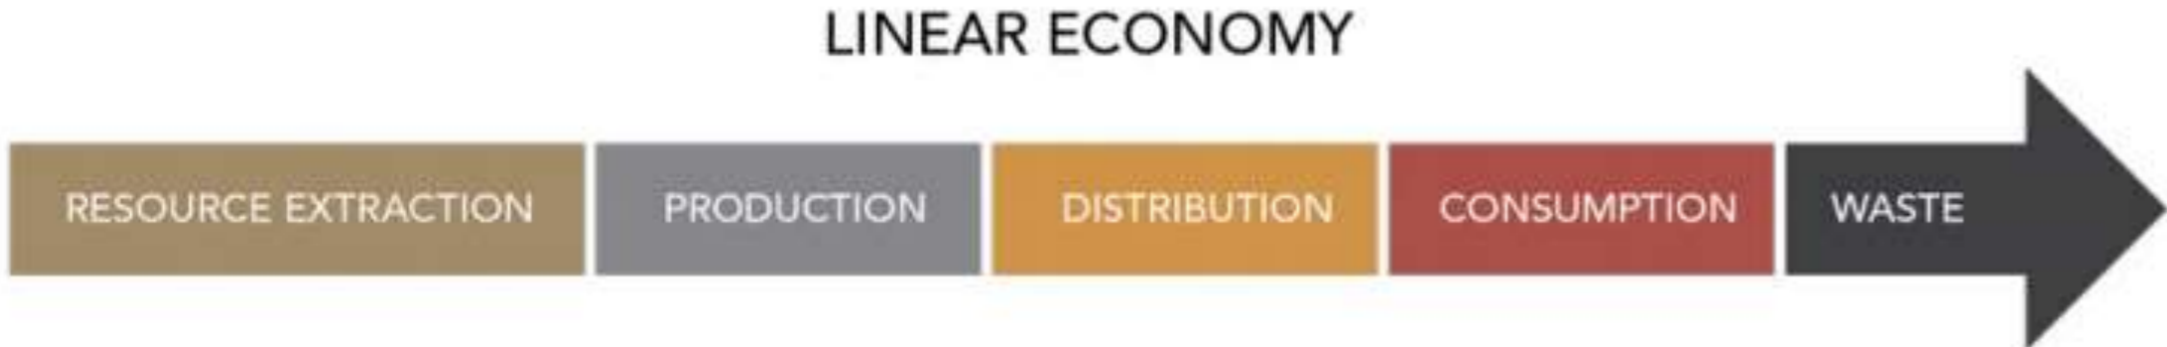 LINEAR ECONOMY
RESOURCE EXTRACTION PRODUCTION DISTRIBUTION CONSUMPTION WASTE